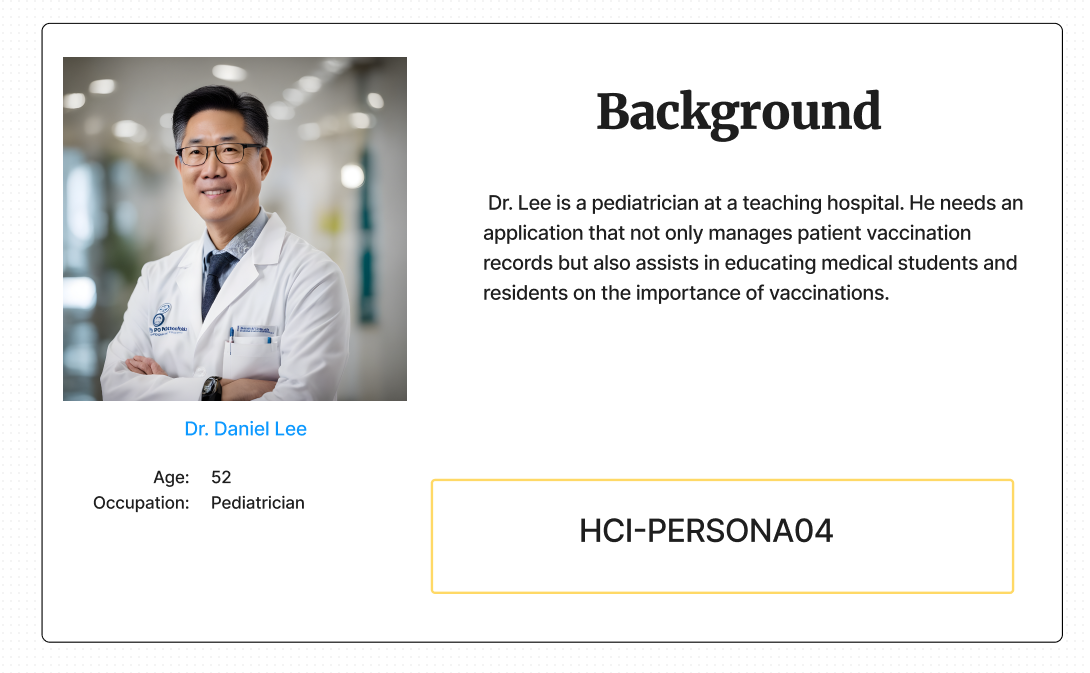 Background
Dr. Lee is a pediatrician at a teaching hospital. He needs an
application that not only manages patient vaccination
records but also assists in educating medical students and
residents on the importance of vaccinations.
Dr. Daniel Lee
Age: 52
Occupation: Pediatrician
HCI-PERSONA04